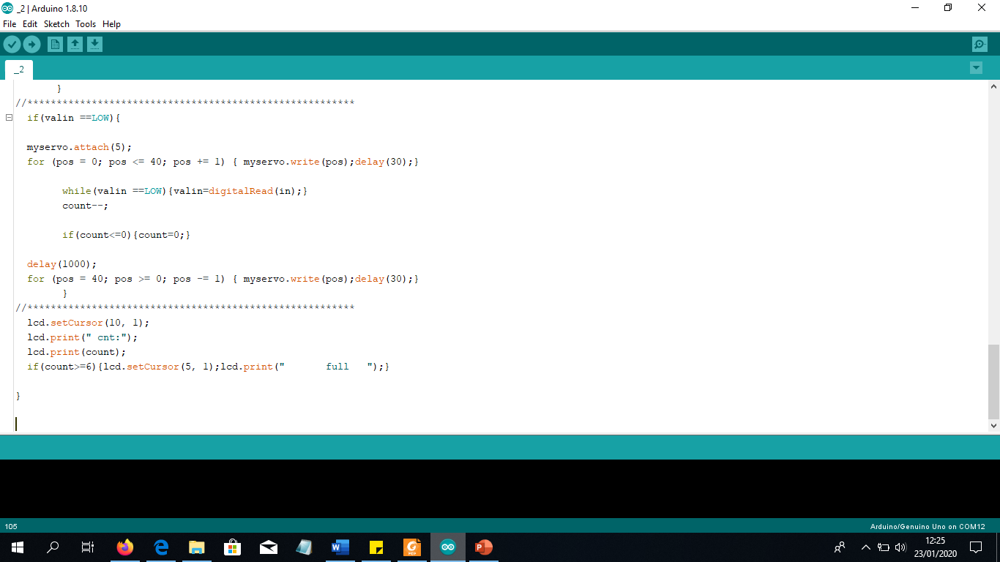 _2 | Arduino 1.8.10
File Edit Sketch Tools Help
_2
}
//********************************************************
if(valin ==LOW){
myservo.attach(5);
for (pos = 0; pos <= 40; pos += 1) { myservo.write(pos);delay(30);}
while(valin ==LOW){valin=digitalRead(in);}
count--;
if(count<=0){count=0;}
delay(1000);
for (pos = 40; pos >= 0; pos -= 1) { myservo.write(pos);delay(30);}
}
//********************************************************
lcd.setCursor(10, 1);
lcd.print(" cnt:");
lcd.print(count);
if(count>=6){lcd.setCursor(5, 1);lcd.print("       full   ");}
}
105
Arduino/Genuino Uno on COM12
12:25
23/01/2020